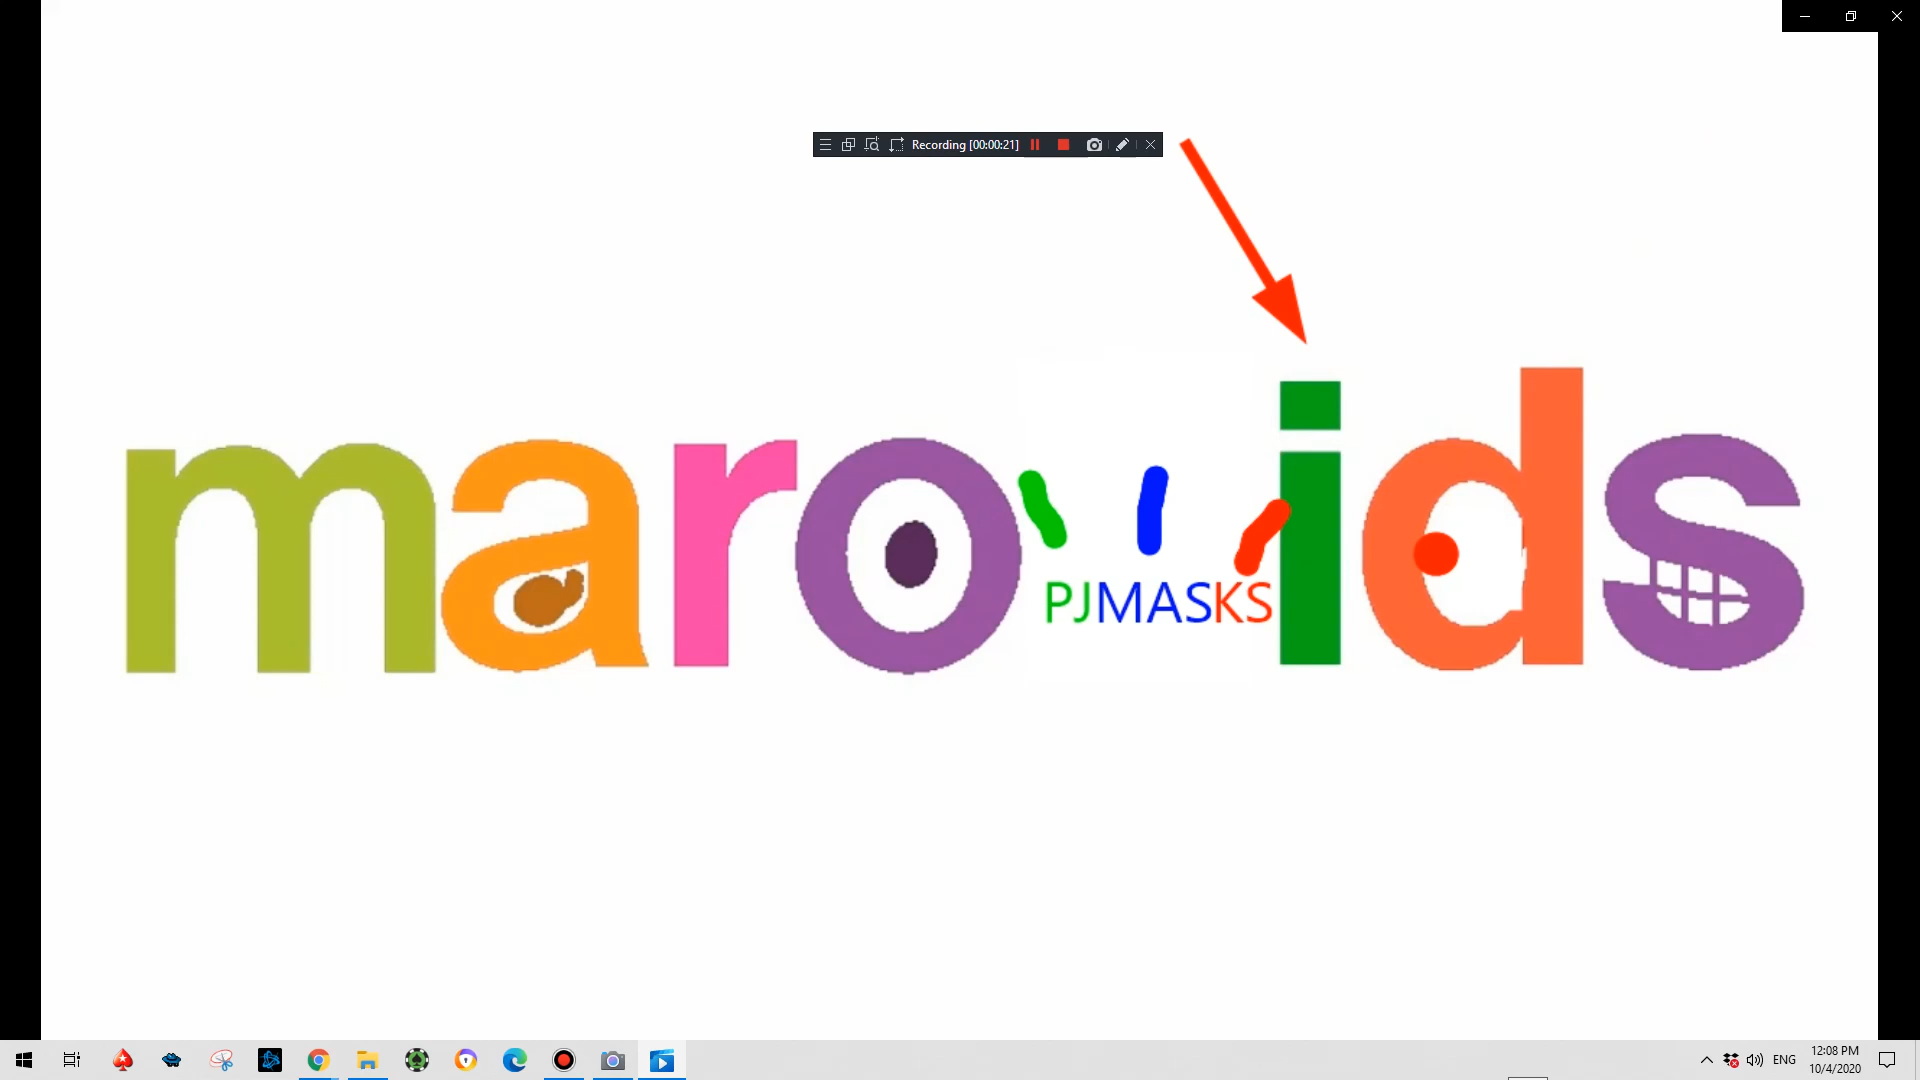 Recording [00:00:21]
maro ids
PJMASKS
ENG
12:08 PM
10/4/2020